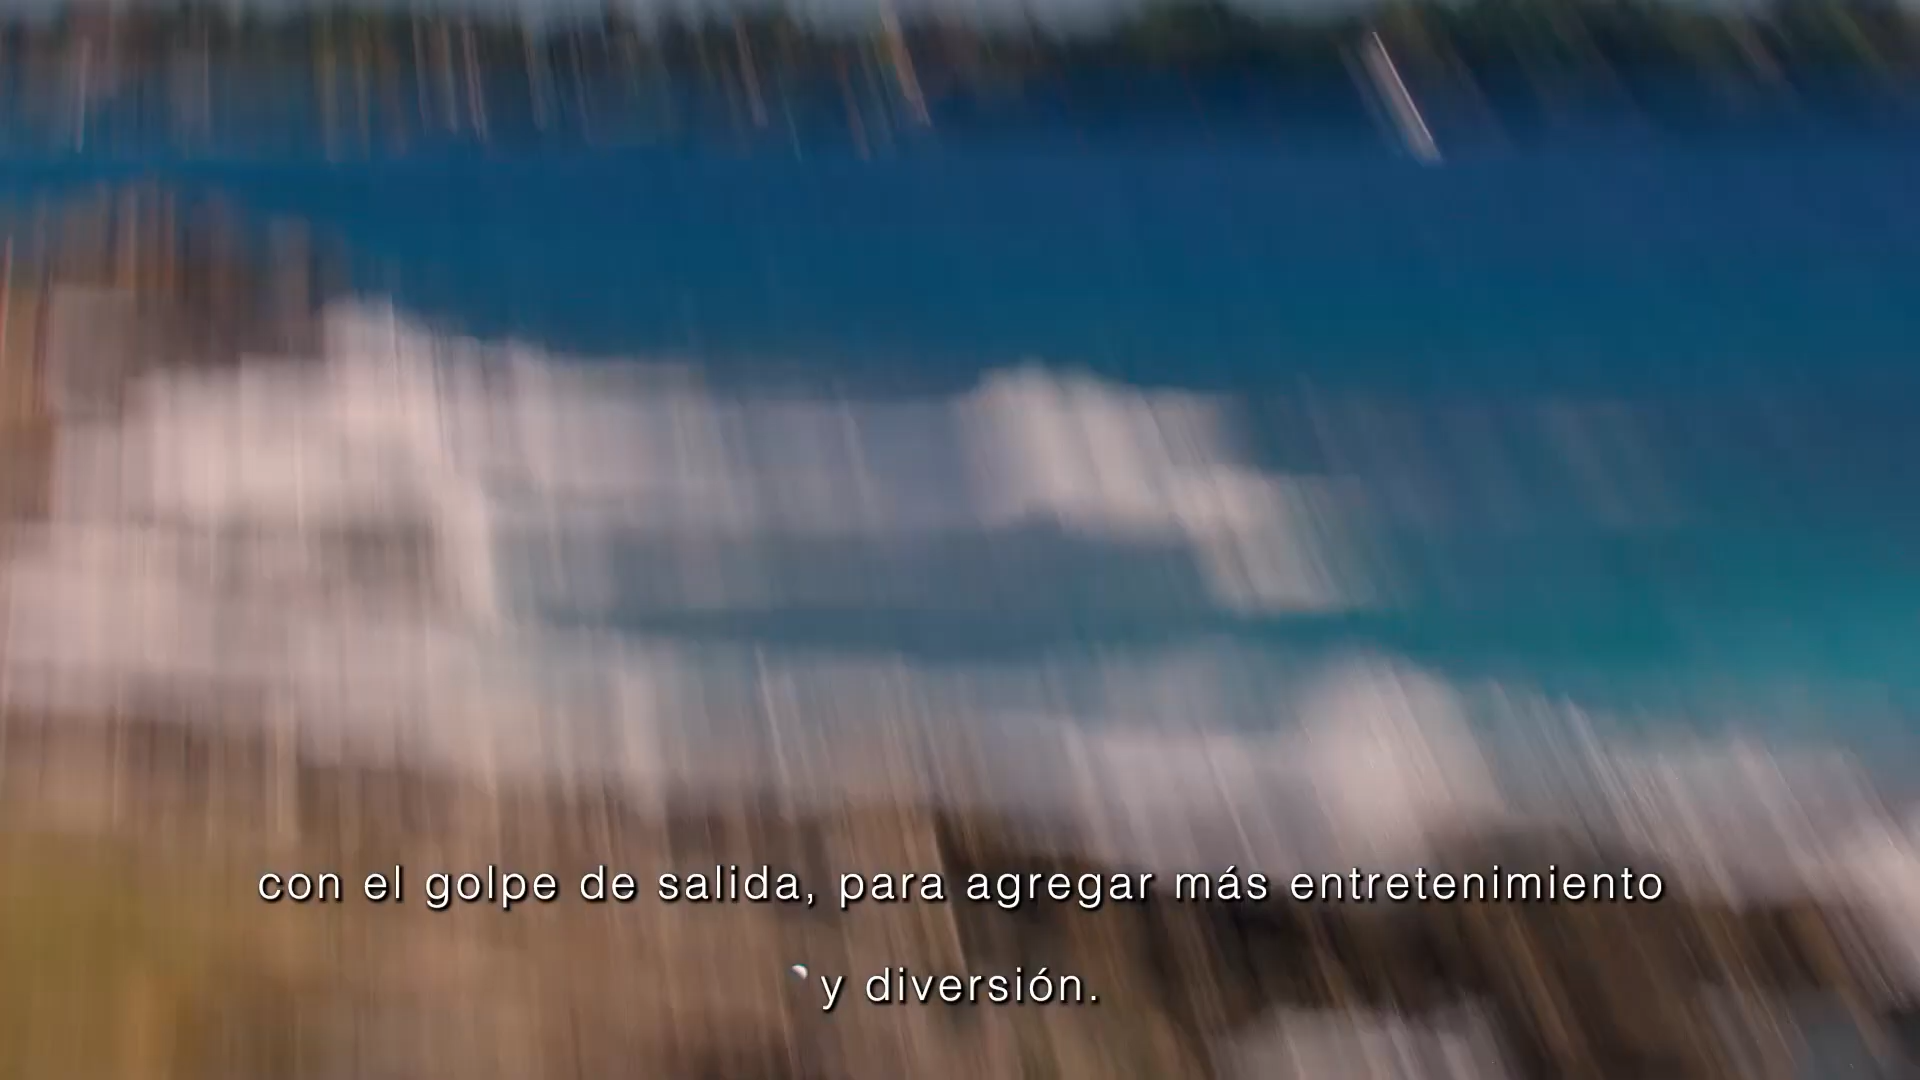 con el golpe de salida, para agregar más entretenimiento
y diversión.